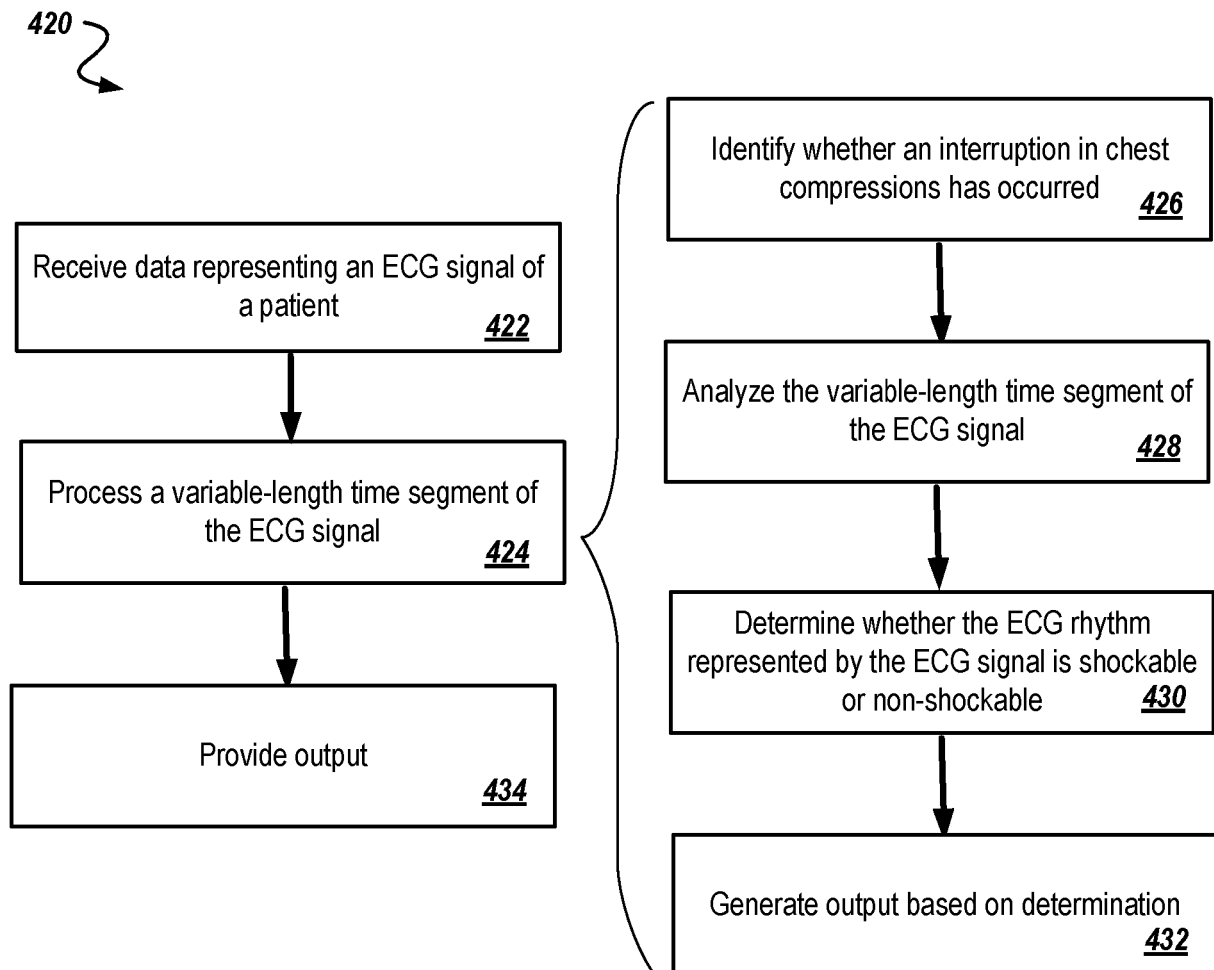 420
Receive data representing an ECG signal of
a patient
422
Process a variable-length time segment of
the ECG signal
424
Provide output
434
Identify whether an interruption in chest
compressions has occurred
426
Analyze the variable-length time segment of
the ECG signal
428
Determine whether the ECG rhythm
represented by the ECG signal is shockable
or non-shockable
430
Generate output based on determination
432